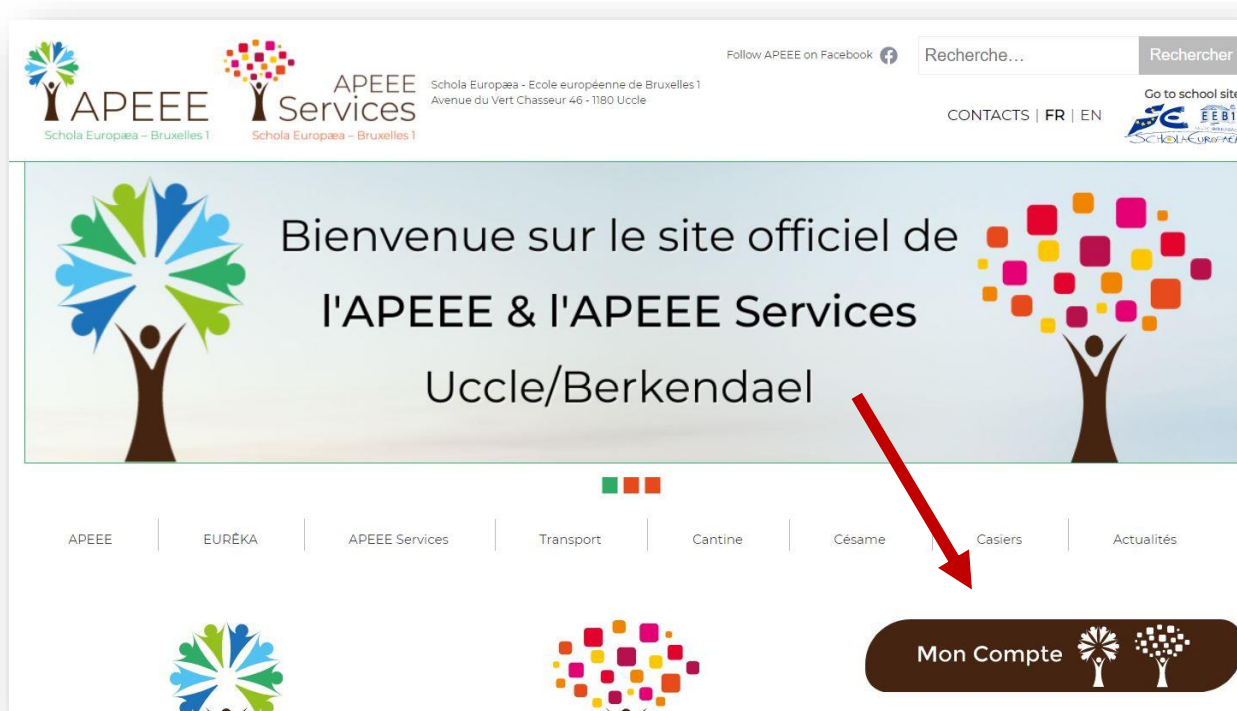 APEEE
Schola Europæa – Bruxelles 1
APEEE
Services
Schola Europæa – Bruxelles 1
Schola Europæa - Ecole européenne de Bruxelles 1
Avenue du Vert Chasseur 46 - 1180 Uccle
Follow APEEE on Facebook
Recherche...
Rechercher
CONTACTS | FR | EN
Go to school site
EEB1
Bienvenue sur le site officiel de
l'APEEE & l'APEEE Services
Uccle/Berkendael
APEEE
EURÊKA
APEEE Services
Transport
Cantine
Césame
Casiers
Actualités
Mon Compte